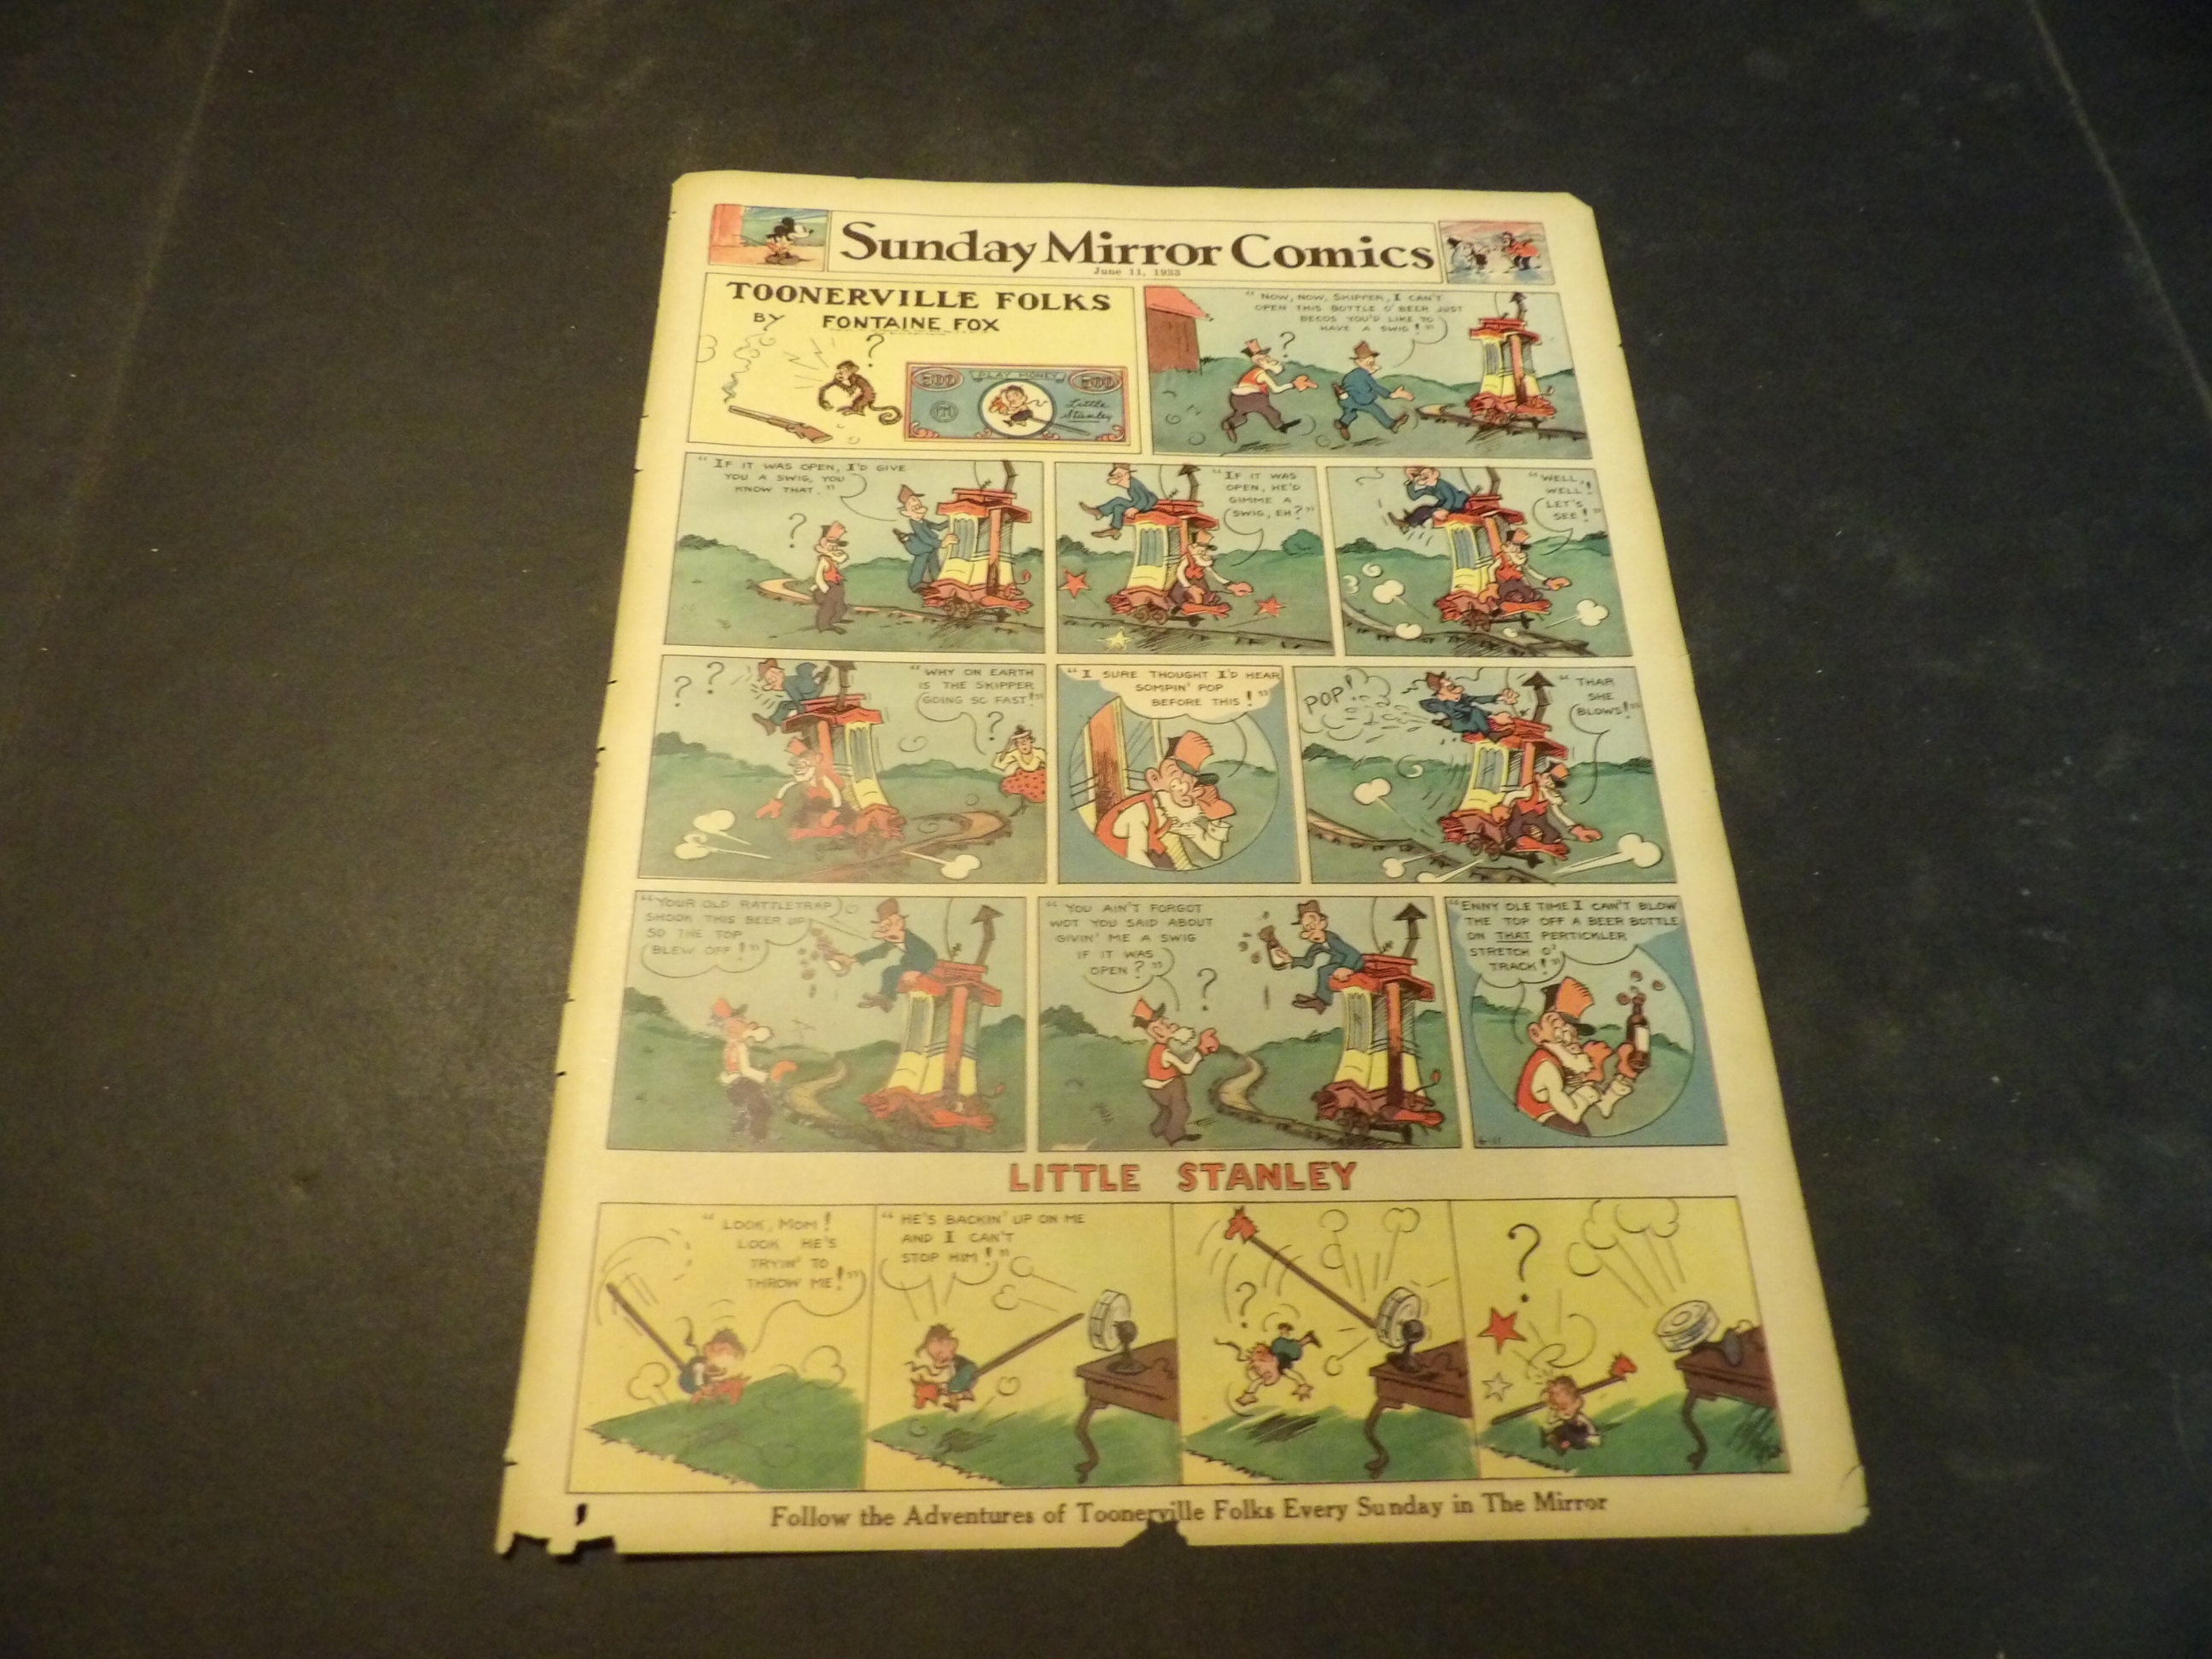 Sunday Mirror Comics
June 11, 1933
TOONERVILLE FOLKS
BY FONTAINE FOX
?
500 PLAY MONEY 500
Little
Stanley
"NOW, NOW, SKIPPER, I CAN'T
OPEN THIS BOTTLE O' BEER JUST
BECOS YOU'D LIKE TO
HAVE A SWIG!"
?
"IF IT WAS OPEN, I'D GIVE
YOU A SWIG, YOU
KNOW THAT."
?
"IF IT WAS
OPEN, HE'D
GIMME A
SWIG, EH?"
"WELL,
WELL!
LET'S
SEE!"
? ?
"WHY ON EARTH
IS THE SKIPPER
GOING SO FAST!"
?
"I SURE THOUGHT I'D HEAR
SOMPIN' POP
BEFORE THIS!"
POP!
"THAR
SHE
BLOWS!"
"YOUR OLD RATTLETRAP
SHOOK THIS BEER UP
SO THE TOP
BLEW OFF!"
"YOU AIN'T FORGOT
WOT YOU SAID ABOUT
GIVIN' ME A SWIG
IF IT WAS
OPEN?"
?
"ENNY OLE TIME I CAN'T BLOW
THE TOP OFF A BEER BOTTLE
ON THAT PERTICKLER
STRETCH O'
TRACK!"
6-11
LITTLE STANLEY
"LOOK, MOM!
LOOK HE'S
TRYIN' TO
THROW ME!"
"HE'S BACKIN' UP ON ME
AND I CAN'T
STOP HIM!"
?
?
Follow the Adventures of Toonerville Folks Every Sunday in The Mirror